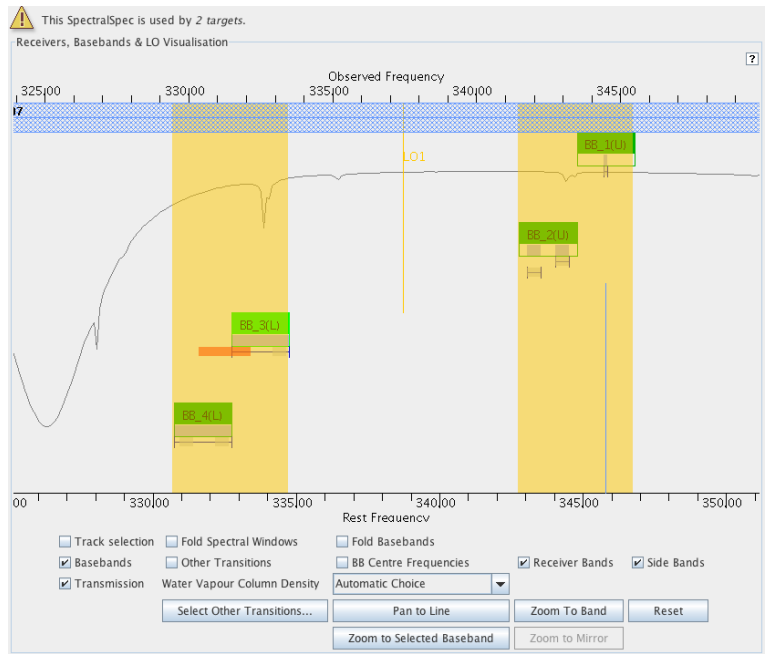 This SpectralSpec is used by 2 targets.
Receivers, Basebands & LO Visualisation
?
Observed Frequency
325.00 330.00 335.00 340.00 345.00
LO1
BB_1(U)
BB_2(U)
BB_3(L)
BB_4(L)
00 330.00 335.00 340.00 345.00 350.00
Rest Frequency
Track selection Fold Spectral Windows Fold Basebands
Basebands Other Transitions BB Centre Frequencies Receiver Bands Side Bands
Transmission Water Vapour Column Density Automatic Choice
Select Other Transitions... Pan to Line Zoom To Band Reset
Zoom to Selected Baseband Zoom to Mirror